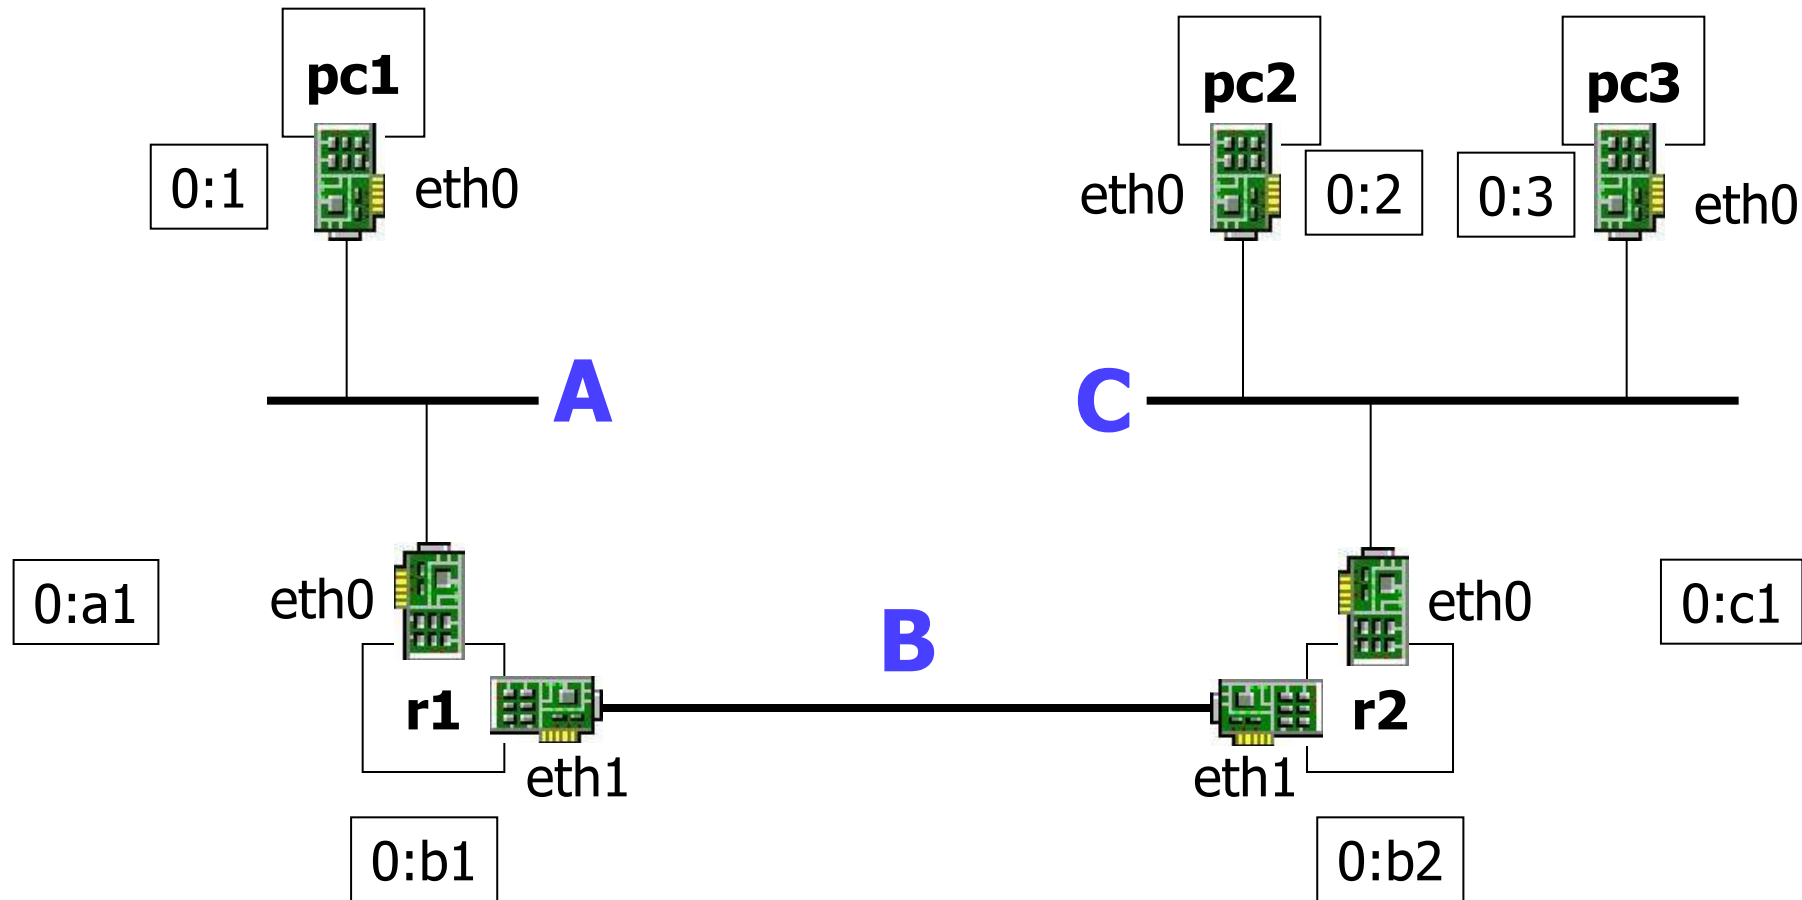 pc1
pc2
pc3
0:1
eth0
eth0
0:2
0:3
eth0
A
C
0:a1
eth0
eth0
0:c1
B
r1
r2
eth1
eth1
0:b1
0:b2